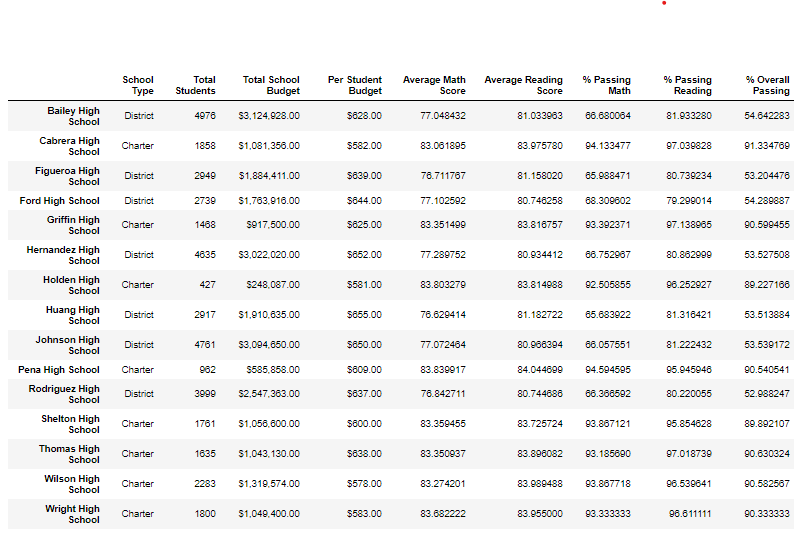 School Type Total Students Total School Budget Per Student Budget Average Math Score Average Reading Score % Passing Math % Passing Reading % Overall Passing
Bailey High School District 4976 $3,124,928.00 $628.00 77.048432 81.033963 66.680064 81.933280 54.642283
Cabrera High School Charter 1858 $1,081,356.00 $582.00 83.061895 83.975780 94.133477 97.039828 91.334769
Figueroa High School District 2949 $1,884,411.00 $639.00 76.711767 81.158020 65.988471 80.739234 53.204476
Ford High School District 2739 $1,763,916.00 $644.00 77.102592 80.746258 68.309602 79.299014 54.289887
Griffin High School Charter 1468 $917,500.00 $625.00 83.351499 83.816757 93.392371 97.138965 90.599455
Hernandez High School District 4635 $3,022,020.00 $652.00 77.289752 80.934412 66.752967 80.862999 53.527508
Holden High School Charter 427 $248,087.00 $581.00 83.803279 83.814988 92.505855 96.252927 89.227166
Huang High School District 2917 $1,910,635.00 $655.00 76.629414 81.182722 65.683922 81.316421 53.513884
Johnson High School District 4761 $3,094,650.00 $650.00 77.072464 80.966394 66.057551 81.222432 53.539172
Pena High School Charter 962 $585,858.00 $609.00 83.839917 84.044699 94.594595 95.945946 90.540541
Rodriguez High School District 3999 $2,547,363.00 $637.00 76.842711 80.744686 66.366592 80.220055 52.988247
Shelton High School Charter 1761 $1,056,600.00 $600.00 83.359455 83.725724 93.867121 95.854628 89.892107
Thomas High School Charter 1635 $1,043,130.00 $638.00 83.350937 83.896082 93.185690 97.018739 90.630324
Wilson High School Charter 2283 $1,319,574.00 $578.00 83.274201 83.989488 93.867718 96.539641 90.582567
Wright High School Charter 1800 $1,049,400.00 $583.00 83.682222 83.955000 93.333333 96.611111 90.333333